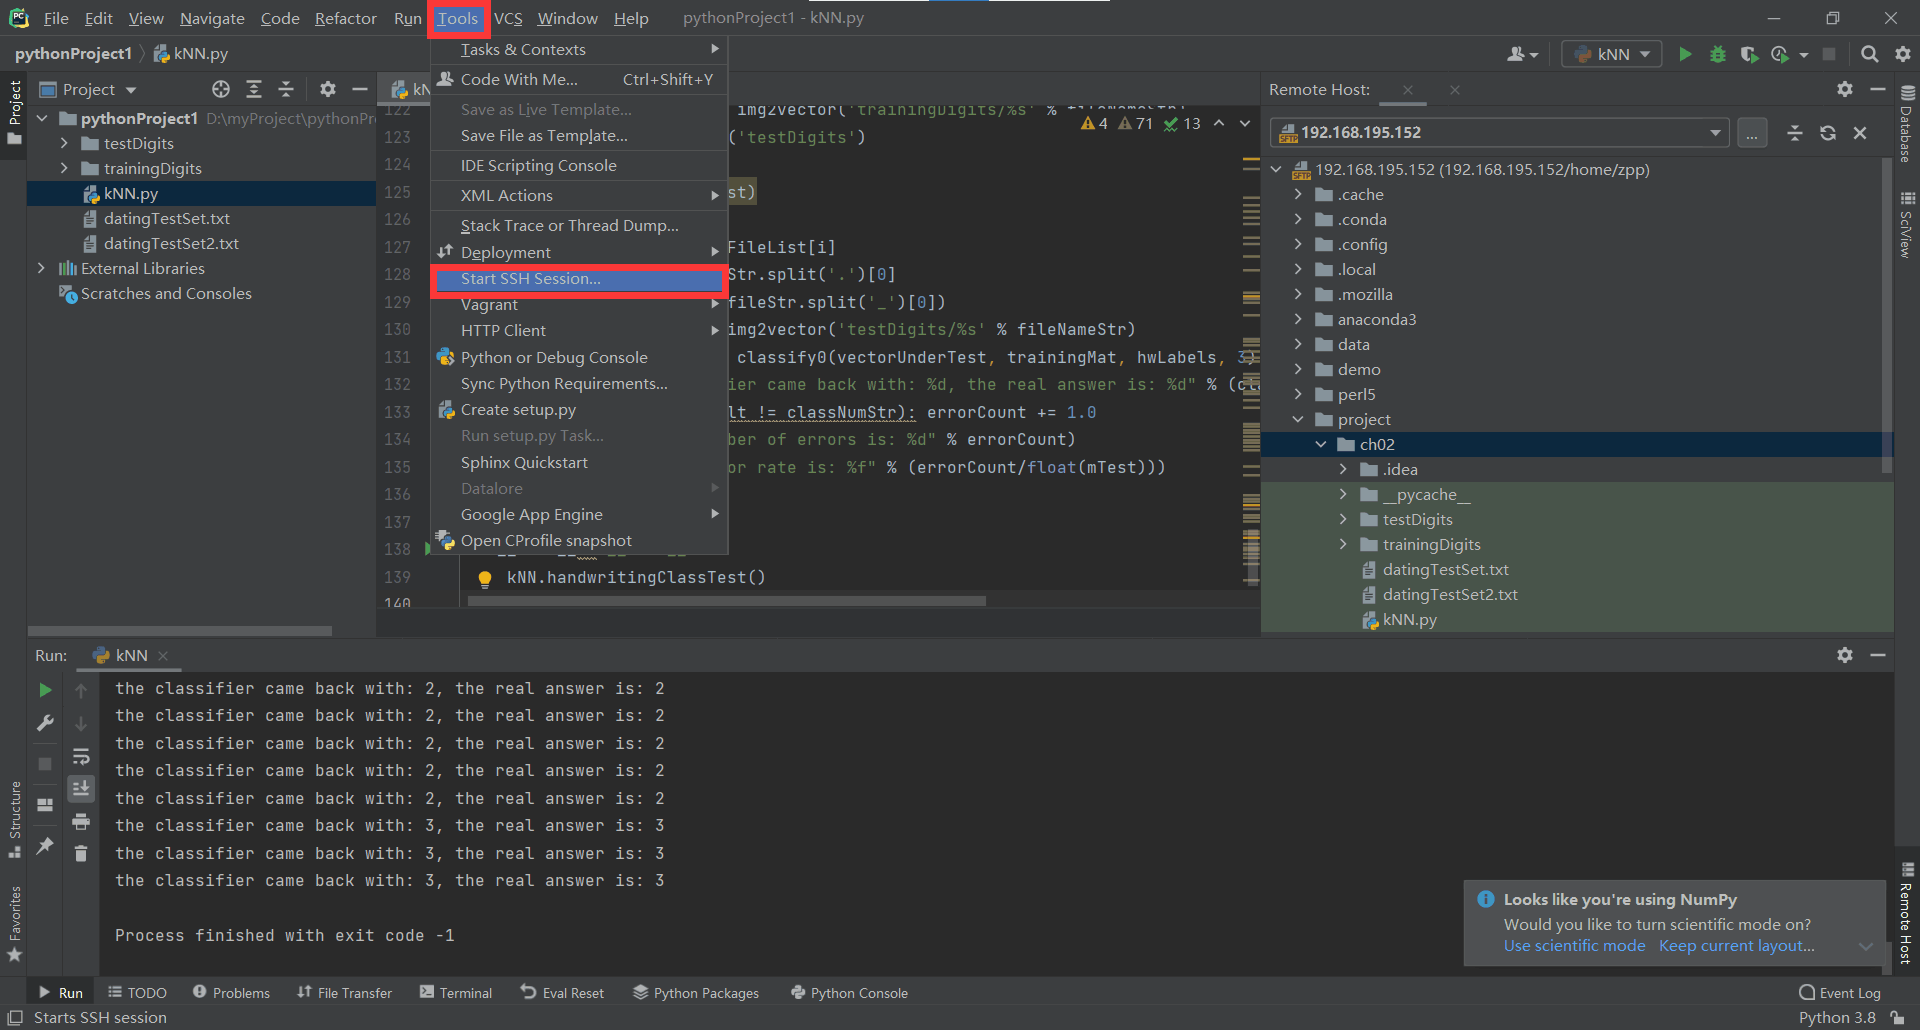 File Edit View Navigate Code Refactor Run Tools VCS Window Help pythonProject1 - kNN.py
pythonProject1 kNN.py
kNN
Project
Project
pythonProject1 D:\myProject\pythonPr
testDigits
trainingDigits
kNN.py
datingTestSet.txt
datingTestSet2.txt
External Libraries
Scratches and Consoles
Structure
Favorites
Tasks & Contexts
Code With Me... Ctrl+Shift+Y
Save as Live Template...
Save File as Template...
IDE Scripting Console
XML Actions
Stack Trace or Thread Dump...
Deployment
Start SSH Session...
Vagrant
HTTP Client
Python or Debug Console
Sync Python Requirements...
Create setup.py
Run setup.py Task...
Sphinx Quickstart
Datalore
Google App Engine
Open CProfile snapshot
kN
4 71 13
122 img2vector('trainingDigits/%s' % fileNameStr)
123 ('testDigits')
124
125 st)
126
127 FileList[i]
128 Str.split('.')[0]
129 fileStr.split('_')[0])
130 img2vector('testDigits/%s' % fileNameStr)
131 classify0(vectorUnderTest, trainingMat, hwLabels, 3)
132 ier came back with: %d, the real answer is: %d" % (cla
133 lt != classNumStr): errorCount += 1.0
134 ber of errors is: %d" % errorCount)
135 or rate is: %f" % (errorCount/float(mTest)))
136
137
138
139 kNN.handwritingClassTest()
140
Remote Host:
192.168.195.152 ...
192.168.195.152 (192.168.195.152/home/zpp)
.cache
.conda
.config
.local
.mozilla
anaconda3
data
demo
perl5
project
ch02
.idea
__pycache__
testDigits
trainingDigits
datingTestSet.txt
datingTestSet2.txt
kNN.py
Database
SciView
Remote Host
Run: kNN
the classifier came back with: 2, the real answer is: 2
the classifier came back with: 2, the real answer is: 2
the classifier came back with: 2, the real answer is: 2
the classifier came back with: 2, the real answer is: 2
the classifier came back with: 2, the real answer is: 2
the classifier came back with: 3, the real answer is: 3
the classifier came back with: 3, the real answer is: 3
the classifier came back with: 3, the real answer is: 3
Process finished with exit code -1
Looks like you're using NumPy
Would you like to turn scientific mode on?
Use scientific mode Keep current layout...
Run TODO Problems File Transfer Terminal Eval Reset Python Packages Python Console Event Log
Starts SSH session Python 3.8